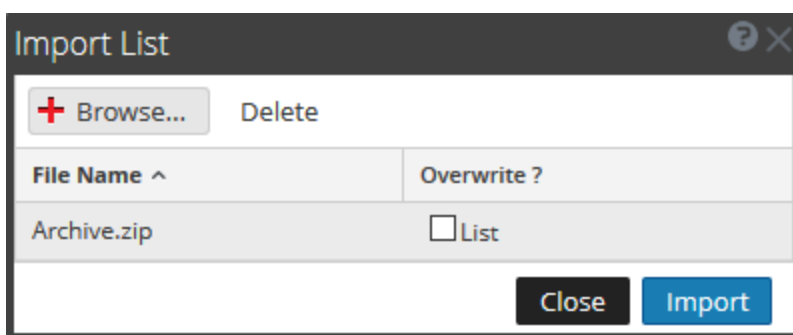 Import List
Browse... Delete
File Name Overwrite ?
Archive.zip List
Close Import